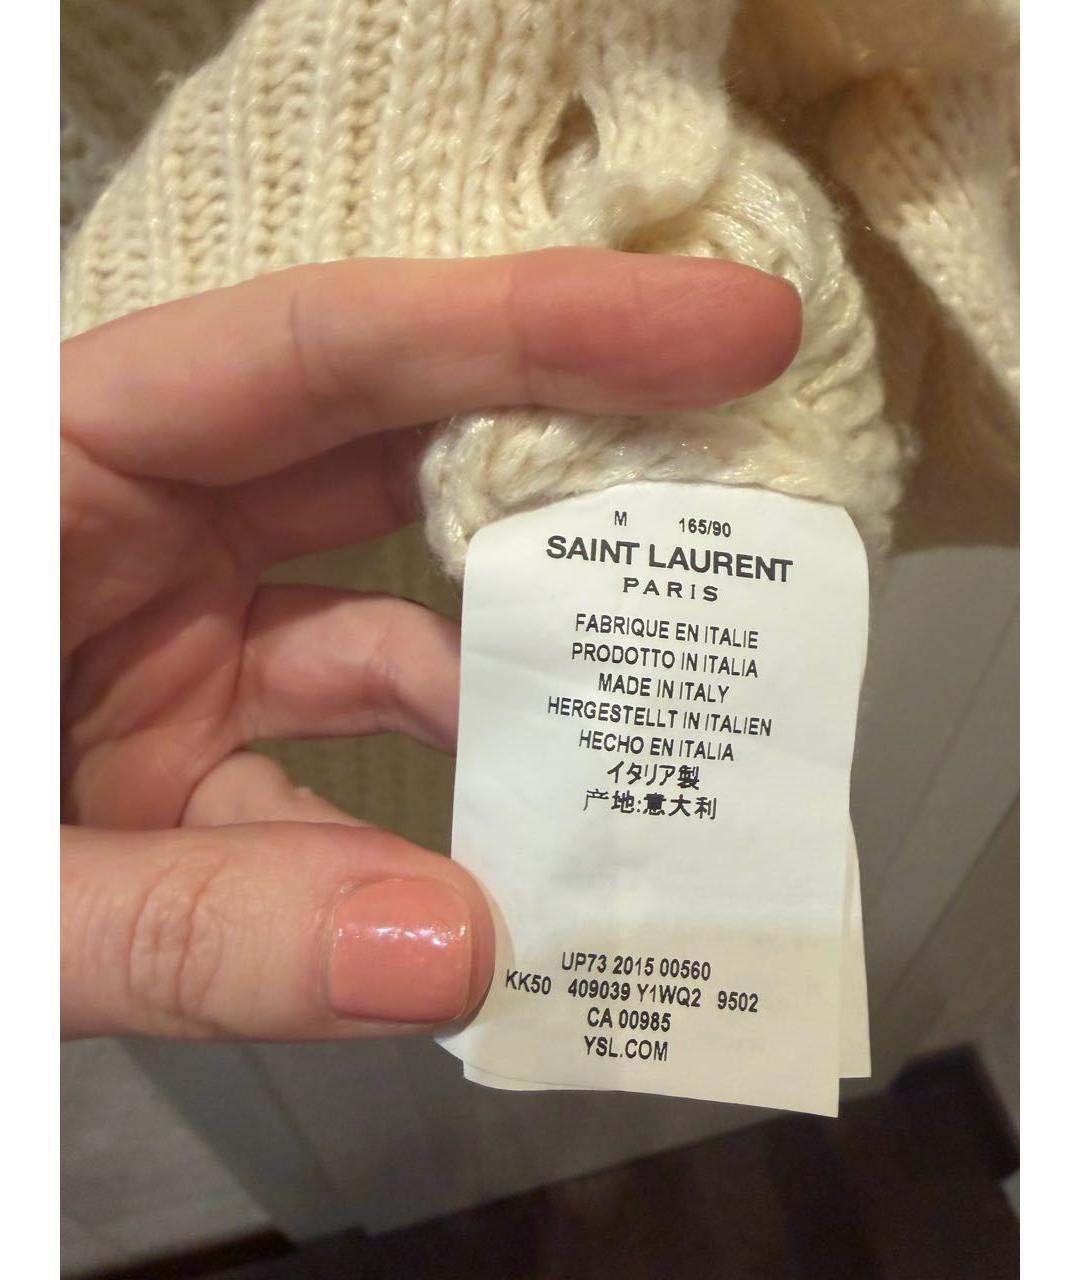 M 165/90
SAINT LAURENT
PARIS
FABRIQUE EN ITALIE
PRODOTTO IN ITALIA
MADE IN ITALY
HERGESTELLT IN ITALIEN
HECHO EN ITALIA
イタリア製
产地:意大利
UP73 2015 00560
KK50 409039 Y1WQ2 9502
CA 00985
YSL.COM